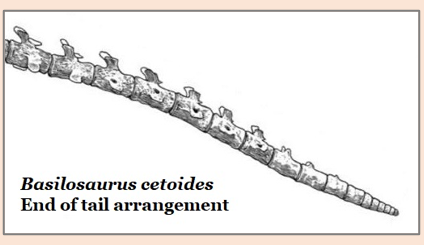 Basilosaurus cetoides
End of tail arrangement